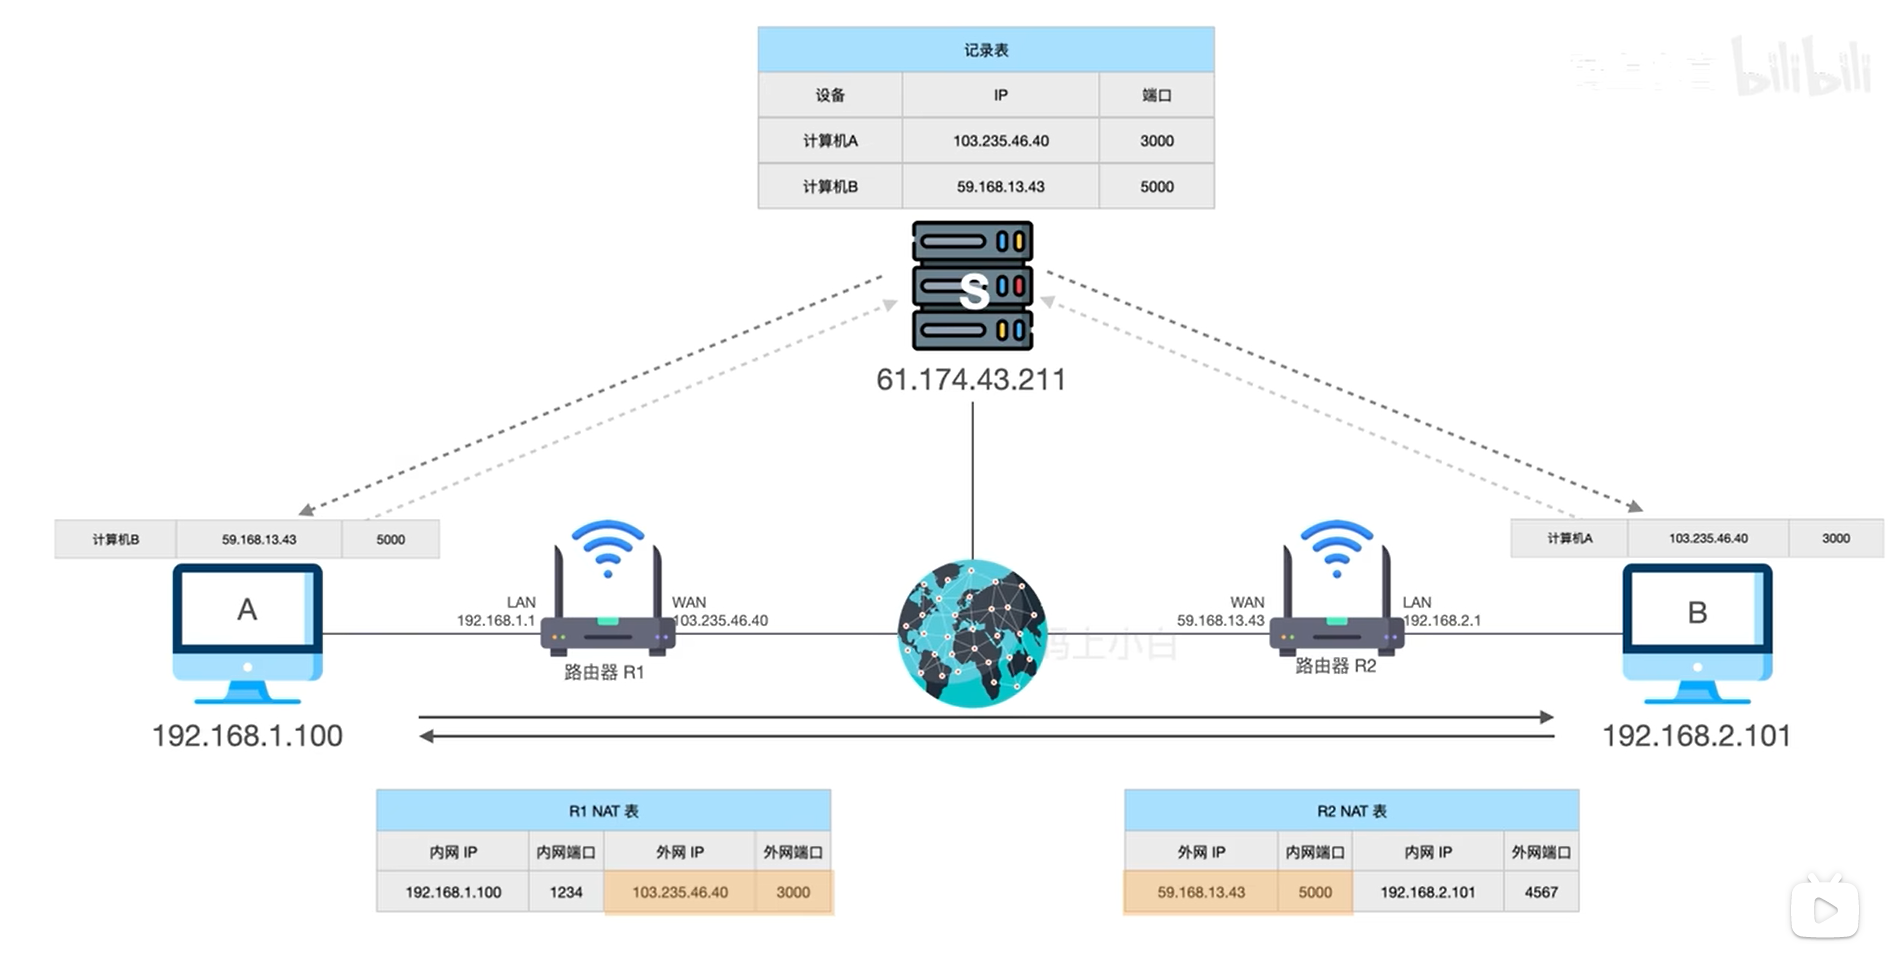 记录表
设备 IP 端口
计算机A 103.235.46.40 3000
计算机B 59.168.13.43 5000
bilibili
S
61.174.43.211
计算机B 59.168.13.43 5000
计算机A 103.235.46.40 3000
A
LAN
192.168.1.1
WAN
103.235.46.40
路由器 R1
码上小白
WAN
59.168.13.43
LAN
192.168.2.1
路由器 R2
B
192.168.1.100
192.168.2.101
R1 NAT 表
内网 IP 内网端口 外网 IP 外网端口
192.168.1.100 1234 103.235.46.40 3000
R2 NAT 表
外网 IP 内网端口 内网 IP 外网端口
59.168.13.43 5000 192.168.2.101 4567